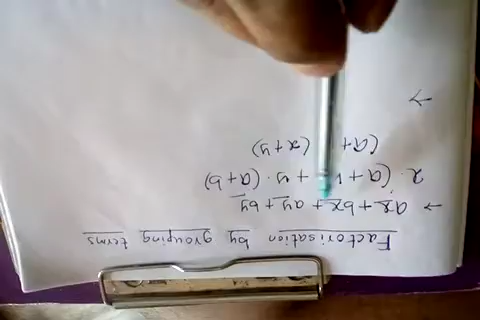 Factorisation by grouping terms
→ ax + bx + ay + by
x. (a + b) + y. (a+b)
(a+ (x+y)
→